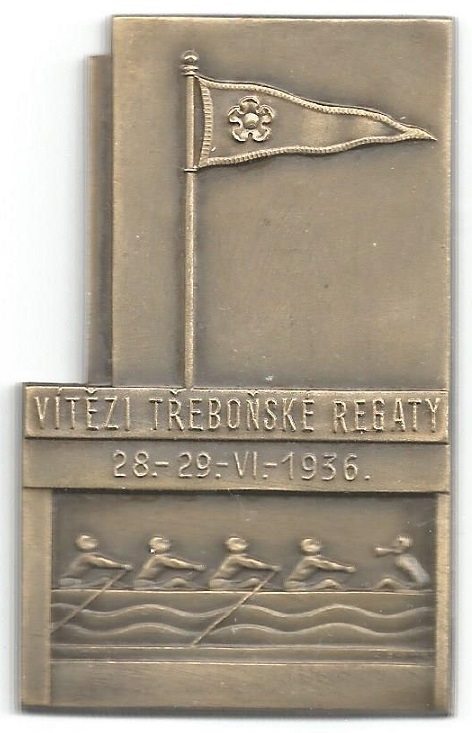 VÍTĚZI TŘEBOŇSKÉ REGATY
28.-29.-VI.-1936.